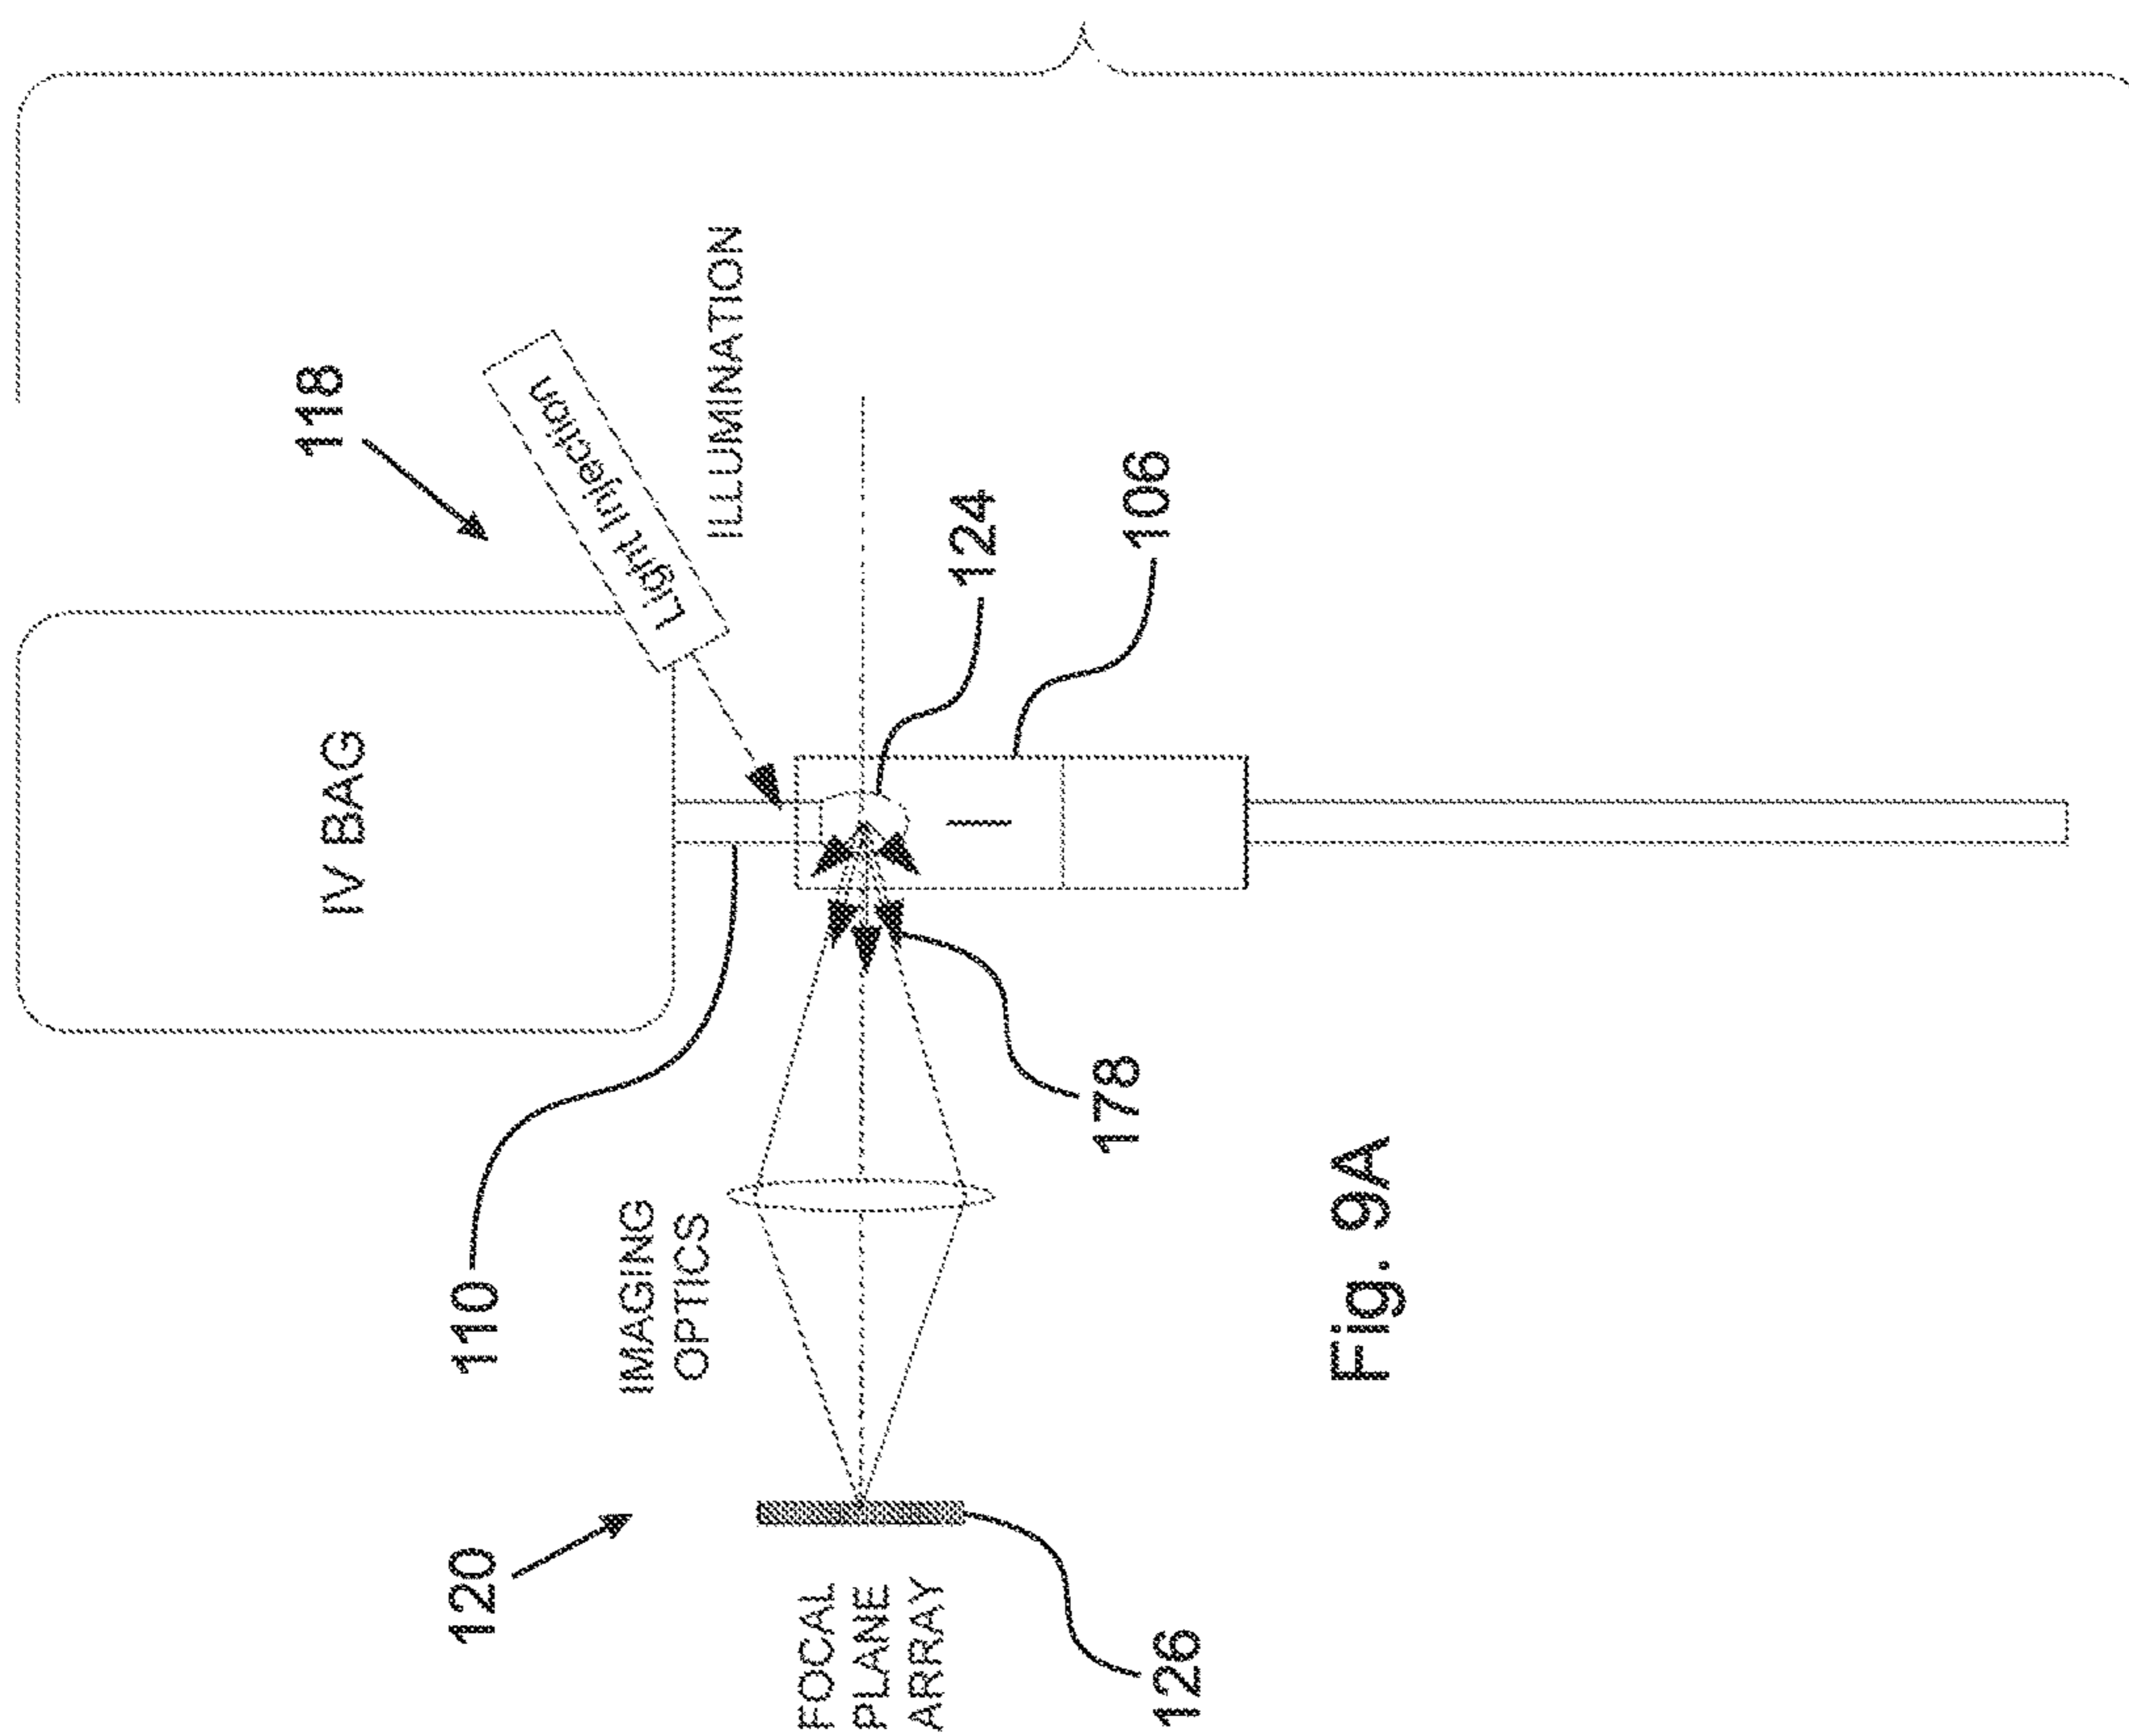 IV BAG
118
Light Injection
ILLUMINATION
124
106
110
178
IMAGING
OPTICS
120
FOCAL
PLANE
ARRAY
126
Fig. 9A